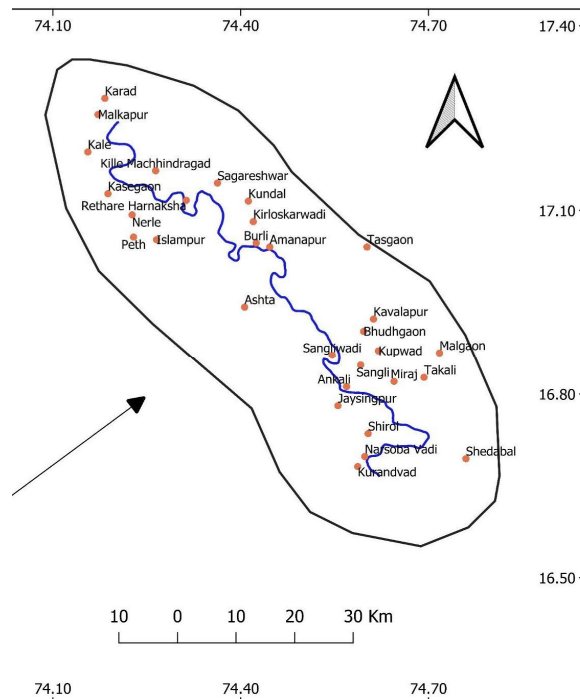 74.10 74.40 74.70 17.40
Karad
Malkapur
Kale
Kille Machhindragad
Sagareshwar
Kasegaon
Kundal
Rethare Harnaksha
17.10
Nerle
Kirloskarwadi
Peth
Islampur
Burli
Amanapur
Tasgaon
Ashta
Kavalapur
Bhudhgaon
Sangliwadi
Kupwad
Malgaon
Sangli
Miraj
Takali
Ankali
16.80
Jaysingpur
Shirol
Narsoba Vadi
Shedabal
Kurandvad
16.50
10 0 10 20 30 Km
74.10 74.40 74.70